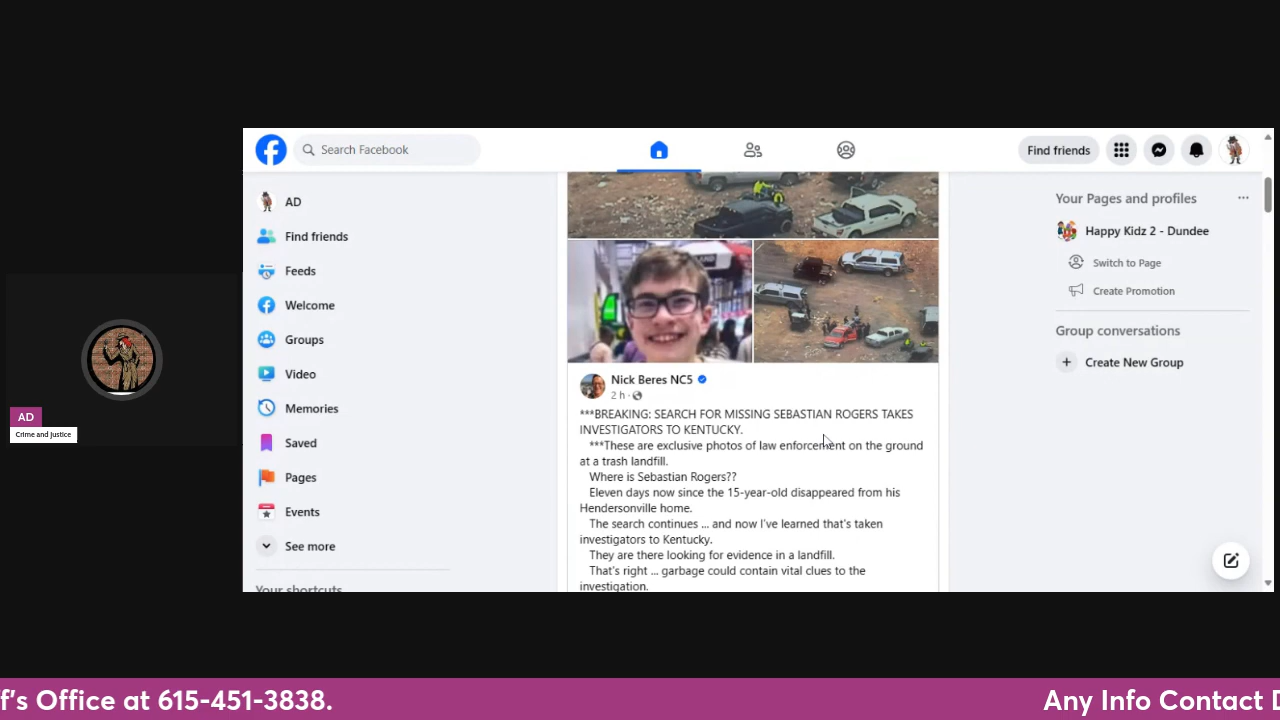 Search Facebook
Find friends
AD
Find friends
Feeds
Welcome
Groups
Video
Memories
Saved
Pages
Events
See more
Your shortcuts
AD
Crime and Justice
Nick Beres NC5
2 h ·
***BREAKING: SEARCH FOR MISSING SEBASTIAN ROGERS TAKES
INVESTIGATORS TO KENTUCKY.
***These are exclusive photos of law enforcement on the ground
at a trash landfill.
Where is Sebastian Rogers??
Eleven days now since the 15-year-old disappeared from his
Hendersonville home.
The search continues ... and now I've learned that's taken
investigators to Kentucky.
They are there looking for evidence in a landfill.
That's right ... garbage could contain vital clues to the
investigation.
Your Pages and profiles
Happy Kidz 2 - Dundee
Switch to Page
Create Promotion
Group conversations
Create New Group
f's Office at 615-451-3838.
Any Info Contact D